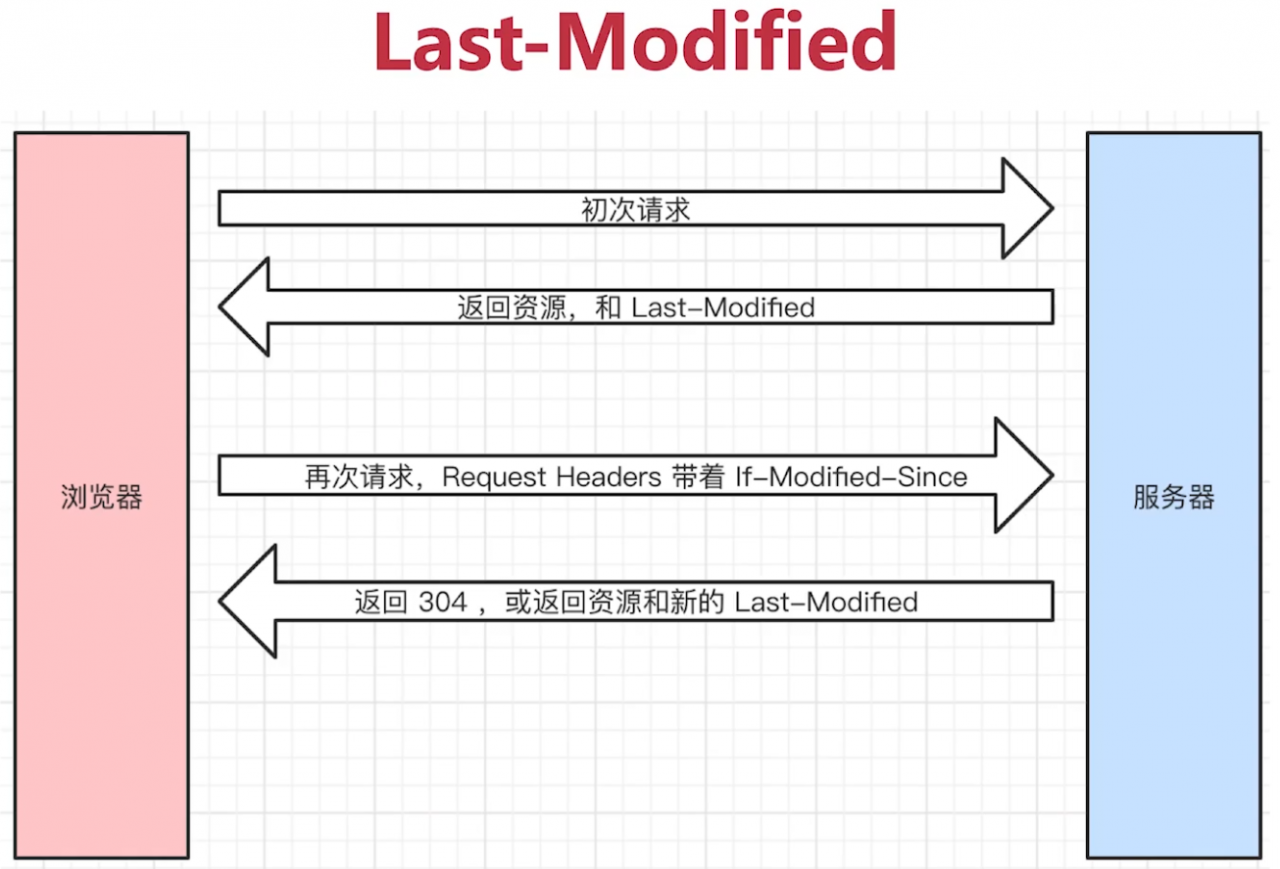 Last-Modified
初次请求
返回资源，和 Last-Modified
再次请求，Request Headers 带着 If-Modified-Since
浏览器
服务器
返回 304 ，或返回资源和新的 Last-Modified